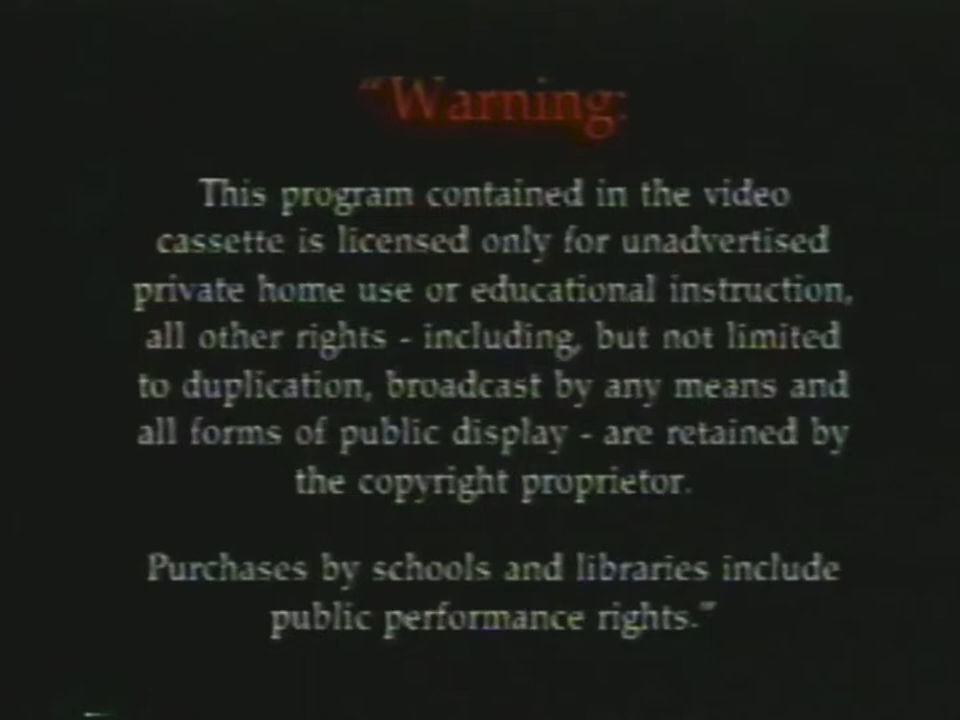 “Warning:
This program contained in the video
cassette is licensed only for unadvertised
private home use or educational instruction,
all other rights - including, but not limited
to duplication, broadcast by any means and
all forms of public display - are retained by
the copyright proprietor.
Purchases by schools and libraries include
public performance rights.”